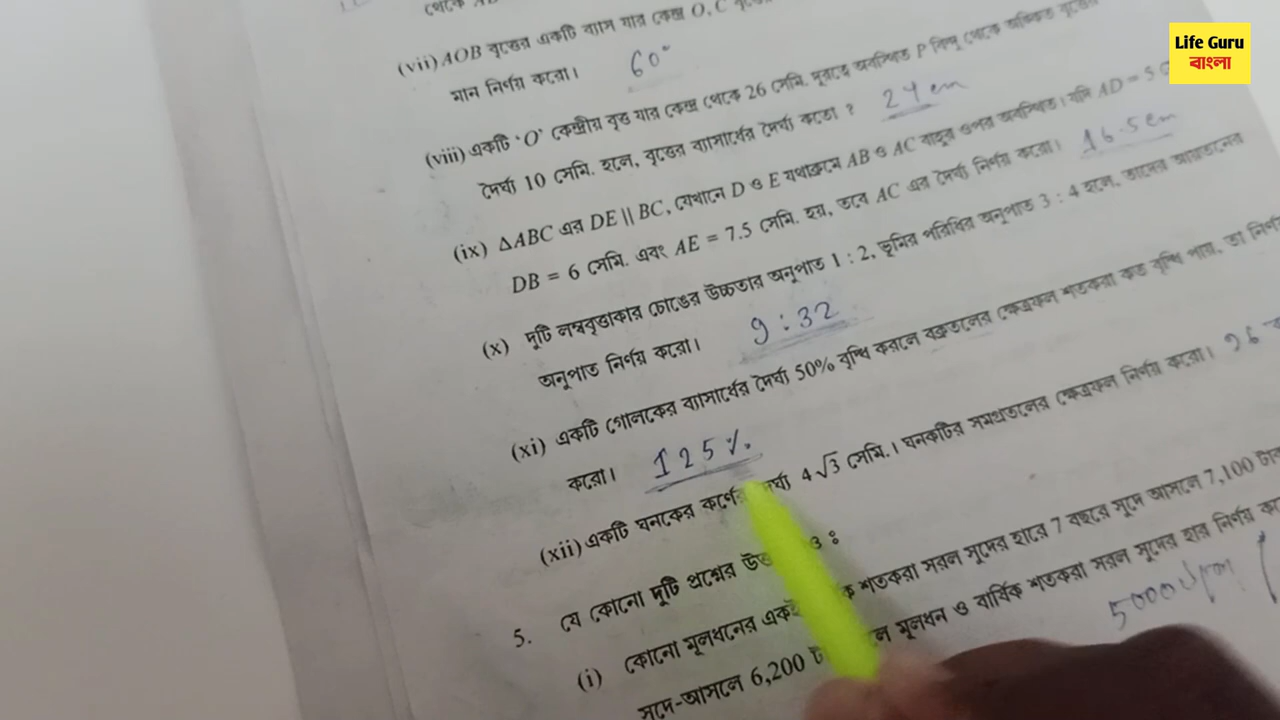 থেকে AB
(vii) AOB বৃত্তের একটি ব্যাস যার কেন্দ্র O, C
মান নির্ণয় করো। 60°
(viii) একটি ‘O’ কেন্দ্রীয় বৃত্ত যার কেন্দ্র থেকে 26 সেমি. দূরত্বে অবস্থিত P বিন্দু থেকে অঙ্কিত বৃত্তের
দৈর্ঘ্য 10 সেমি. হলে, বৃত্তের ব্যাসার্ধের দৈর্ঘ্য কতো ? 24 cm
(ix) ΔABC এর DE || BC, যেখানে D ও E যথাক্রমে AB ও AC বাহুর ওপর অবস্থিত। যদি AD = 5
DB = 6 সেমি. এবং AE = 7.5 সেমি. হয়, তবে AC এর দৈর্ঘ্য নির্ণয় করো। 16.5 cm
(x) দুটি লম্ববৃত্তাকার চোঙের উচ্চতার অনুপাত 1 : 2, ভূমির পরিধির অনুপাত 3 : 4 হলে, তাদের আয়তনের
অনুপাত নির্ণয় করো। 9 : 32
(xi) একটি গোলকের ব্যাসার্ধের দৈর্ঘ্য 50% বৃদ্ধি করলে বক্রতলের ক্ষেত্রফল শতকরা কত বৃদ্ধি পায়, তা নির্ণয়
করো। 125%
(xii) একটি ঘনকের কর্ণের দৈর্ঘ্য 4√3 সেমি.। ঘনকটির সমগ্রতলের ক্ষেত্রফল নির্ণয় করো। 96
5. যে কোনো দুটি প্রশ্নের উত্তর ও :
(i) কোনো মূলধনের একই শতকরা সরল সুদের হারে 7 বছরে সুদে আসলে 7,100 টাকা
সুদে-আসলে 6,200 মূলধন ও বার্ষিক শতকরা সরল সুদের হার নির্ণয়
5000
Life Guru
বাংলা